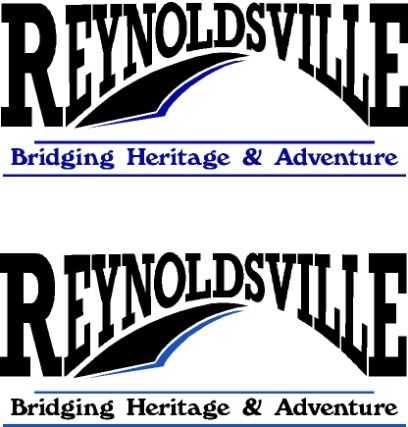 REYNOLDSVILLE
Bridging Heritage & Adventure
REYNOLDSVILLE
Bridging Heritage & Adventure